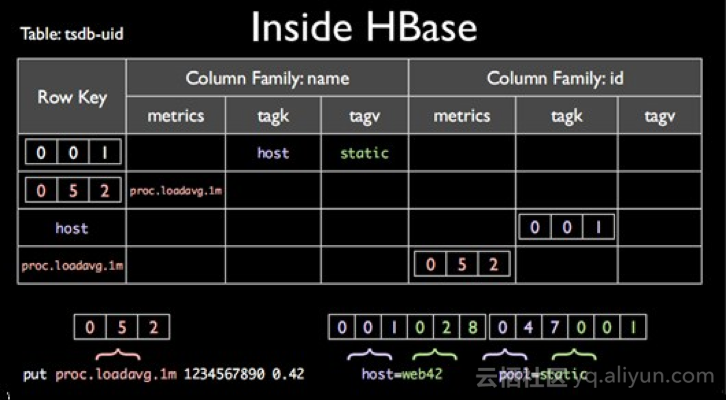 Inside HBase
Table: tsdb-uid
Row Key Column Family: name Column Family: id
metrics tagk tagv metrics tagk tagv
0 0 1 host static
0 5 2 proc.loadavg.1m
host 0 0 1
proc.loadavg.1m 0 5 2
0 5 2 0 0 1 0 2 8 0 4 7 0 0 1
put proc.loadavg.1m 1234567890 0.42 host=web42 pool=static
云栖社区 yq.aliyun.com